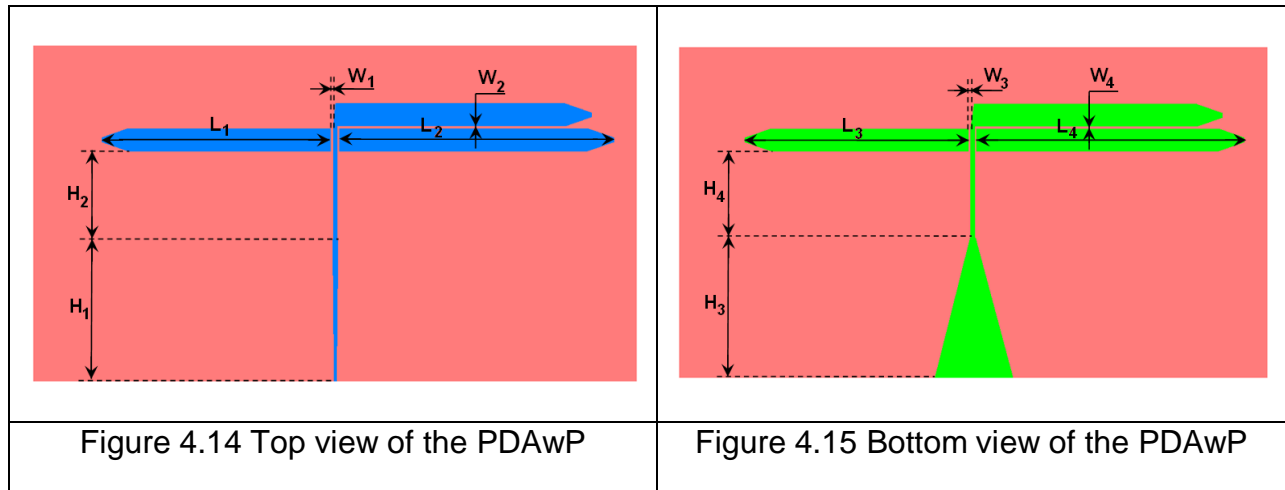 W₁
W₂
L₁
L₂
H₂
H₁
Figure 4.14 Top view of the PDAwP
W₃
W₄
L₃
L₄
H₄
H₃
Figure 4.15 Bottom view of the PDAwP